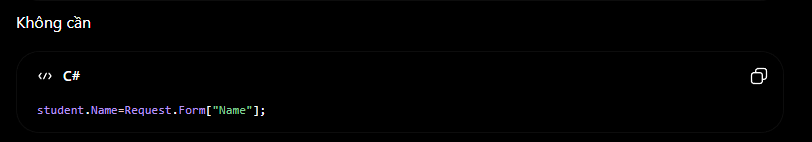 Không cần
</> C#
student.Name=Request.Form["Name"];